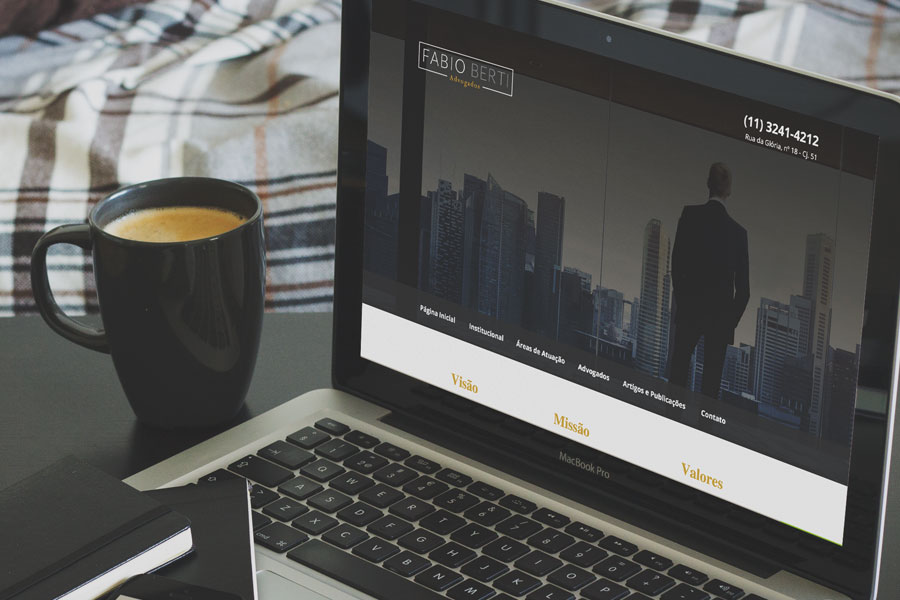 FABIO BERTI
Advogados
(11) 3241-4212
Rua da Glória, nº 18 - Cj. 51
Página Inicial Institucional Áreas de Atuação Advogados Artigos e Publicações Contato
Visão Missão Valores
MacBook Pro